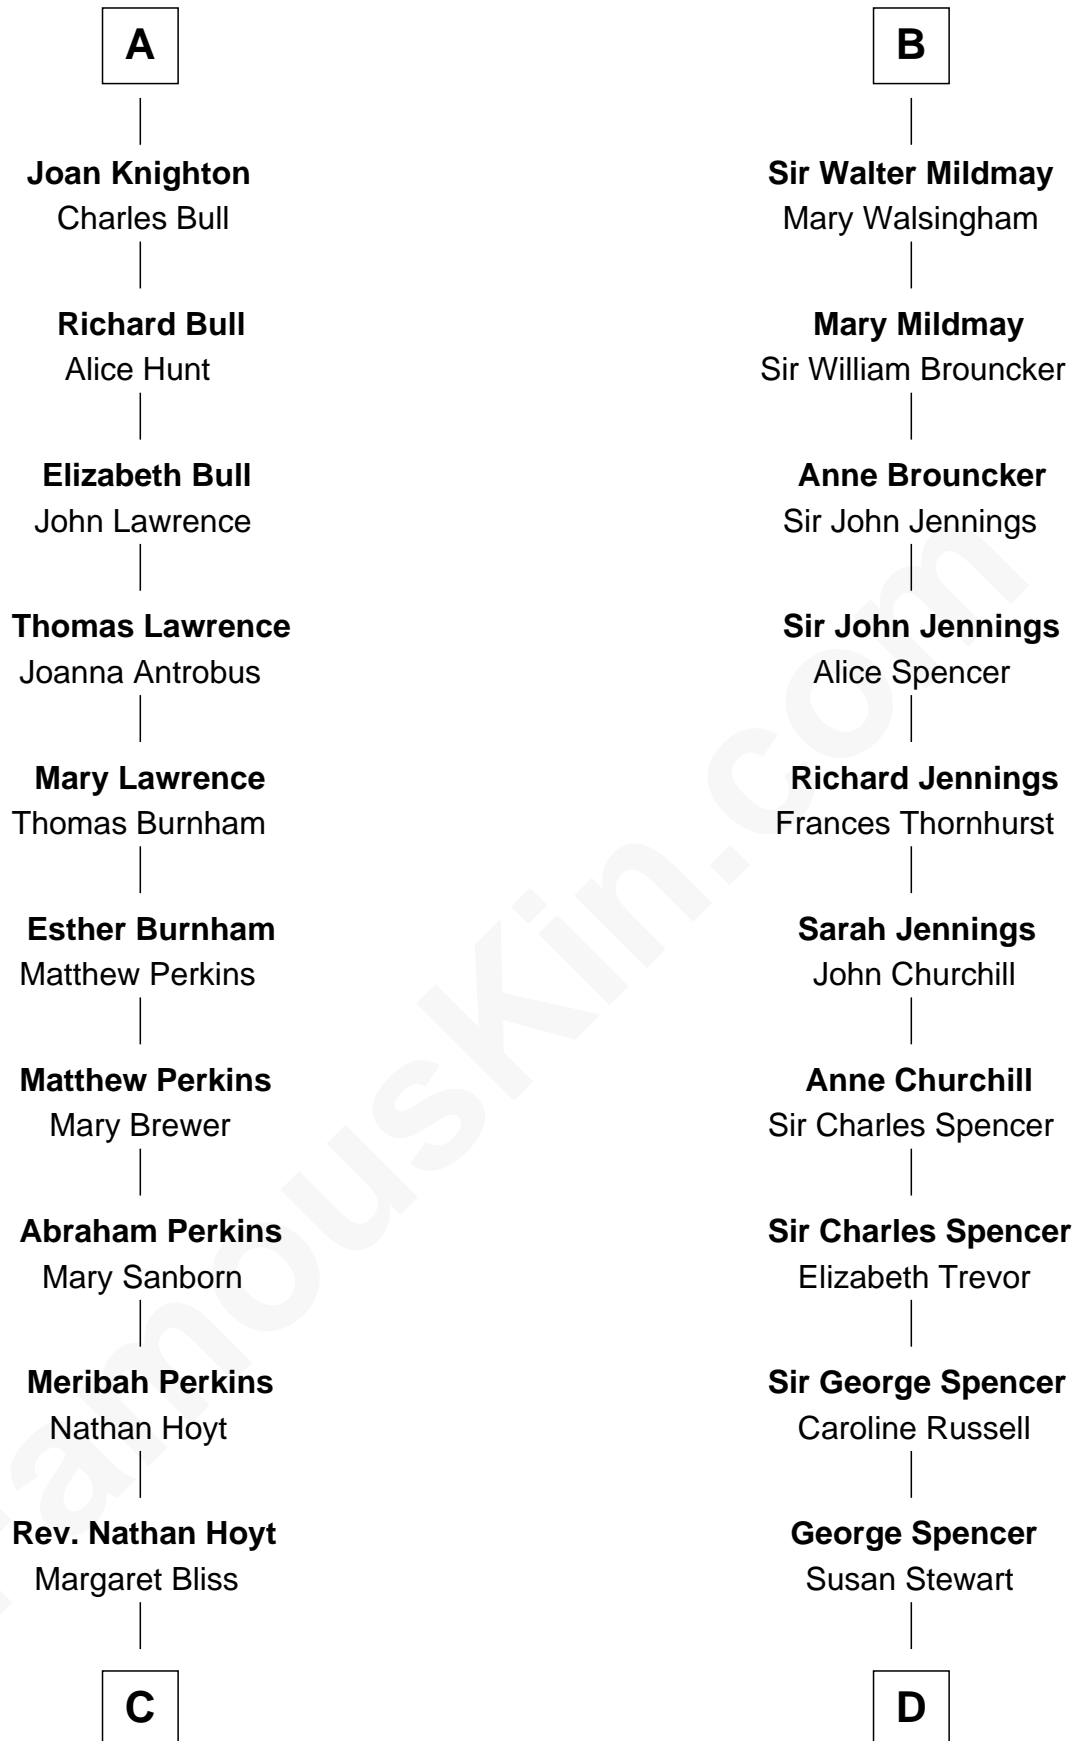 A
Joan Knighton
Charles Bull
Richard Bull
Alice Hunt
Elizabeth Bull
John Lawrence
Thomas Lawrence
Joanna Antrobus
Mary Lawrence
Thomas Burnham
Esther Burnham
Matthew Perkins
Matthew Perkins
Mary Brewer
Abraham Perkins
Mary Sanborn
Meribah Perkins
Nathan Hoyt
Rev. Nathan Hoyt
Margaret Bliss
C
B
Sir Walter Mildmay
Mary Walsingham
Mary Mildmay
Sir William Brouncker
Anne Brouncker
Sir John Jennings
Sir John Jennings
Alice Spencer
Richard Jennings
Frances Thornhurst
Sarah Jennings
John Churchill
Anne Churchill
Sir Charles Spencer
Sir Charles Spencer
Elizabeth Trevor
Sir George Spencer
Caroline Russell
George Spencer
Susan Stewart
D
FamousKin.com